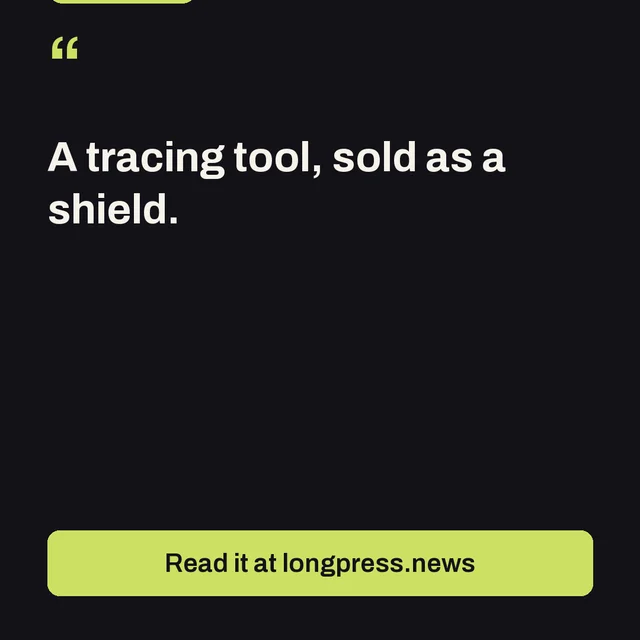 “
A tracing tool, sold as a
shield.
Read it at longpress.news